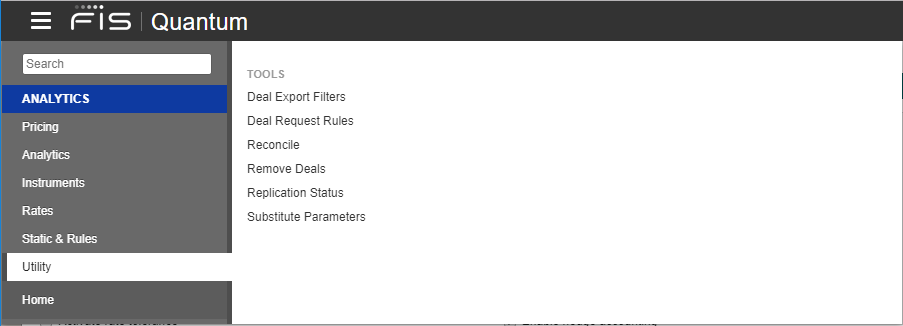 FIS Quantum
Search
ANALYTICS
Pricing
Analytics
Instruments
Rates
Static & Rules
Utility
Home
TOOLS
Deal Export Filters
Deal Request Rules
Reconcile
Remove Deals
Replication Status
Substitute Parameters